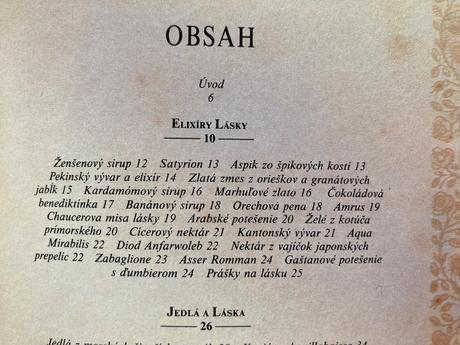 OBSAH
Úvod
6
ELIXÍRY LÁSKY
10
Ženšenový sirup 12 Satyrion 13 Aspik zo špikových kostí 13
Pekinský vývar a elixír 14 Zlatá zmes z orieškov a granátových
jabĺk 15 Kardamómový sirup 16 Marhuľové zlato 16 Čokoládová
benediktínka 17 Banánový sirup 18 Orechová pena 18 Amrus 19
Chaucerova misa lásky 19 Arabské potešenie 20 Želé z kotúča
prímorského 20 Cícerový nektár 21 Kantonský vývar 21 Aqua
Mirabilis 22 Diod Anfarwoleb 22 Nektár z vajíčok japonských
prepelíc 22 Zabaglione 23 Asser Romman 24 Gaštanové potešenie
s ďumbierom 24 Prášky na lásku 25
JEDLÁ A LÁSKA
26